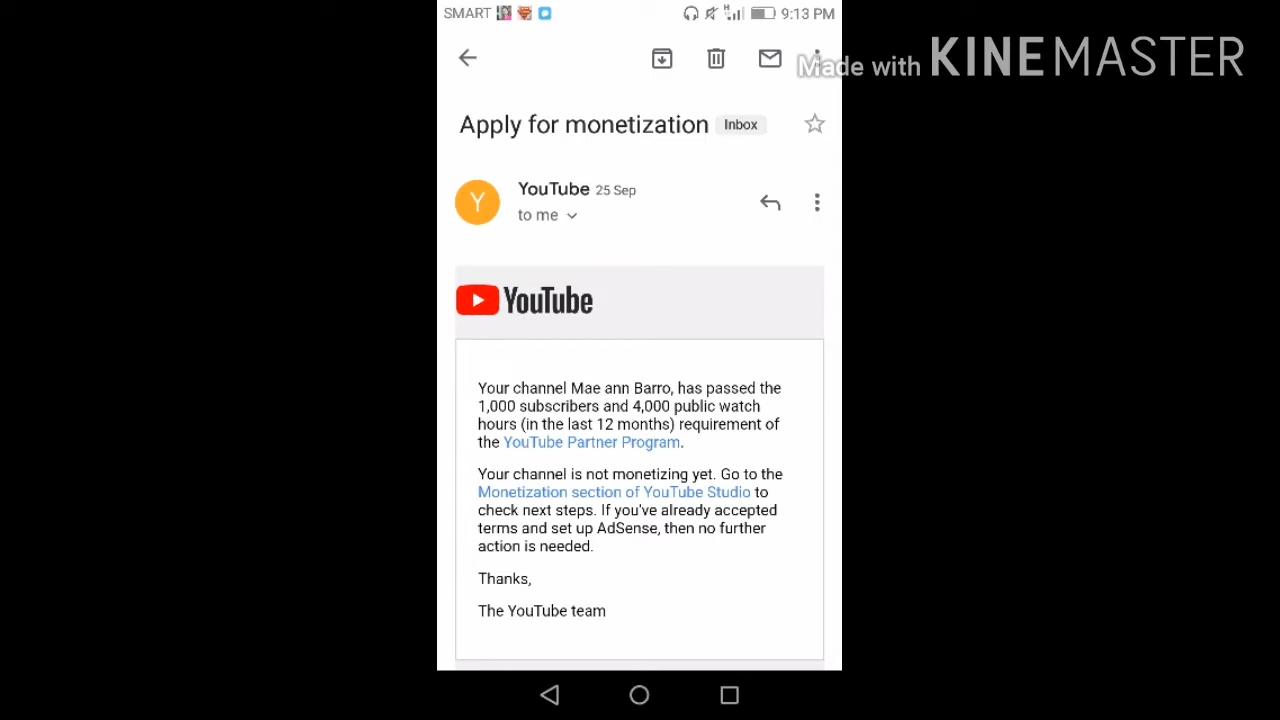 SMART 9:13 PM
Made with KINEMASTER
Apply for monetization Inbox
Y YouTube 25 Sep
to me
YouTube
Your channel Mae ann Barro, has passed the
1,000 subscribers and 4,000 public watch
hours (in the last 12 months) requirement of
the YouTube Partner Program.
Your channel is not monetizing yet. Go to the
Monetization section of YouTube Studio to
check next steps. If you've already accepted
terms and set up AdSense, then no further
action is needed.
Thanks,
The YouTube team